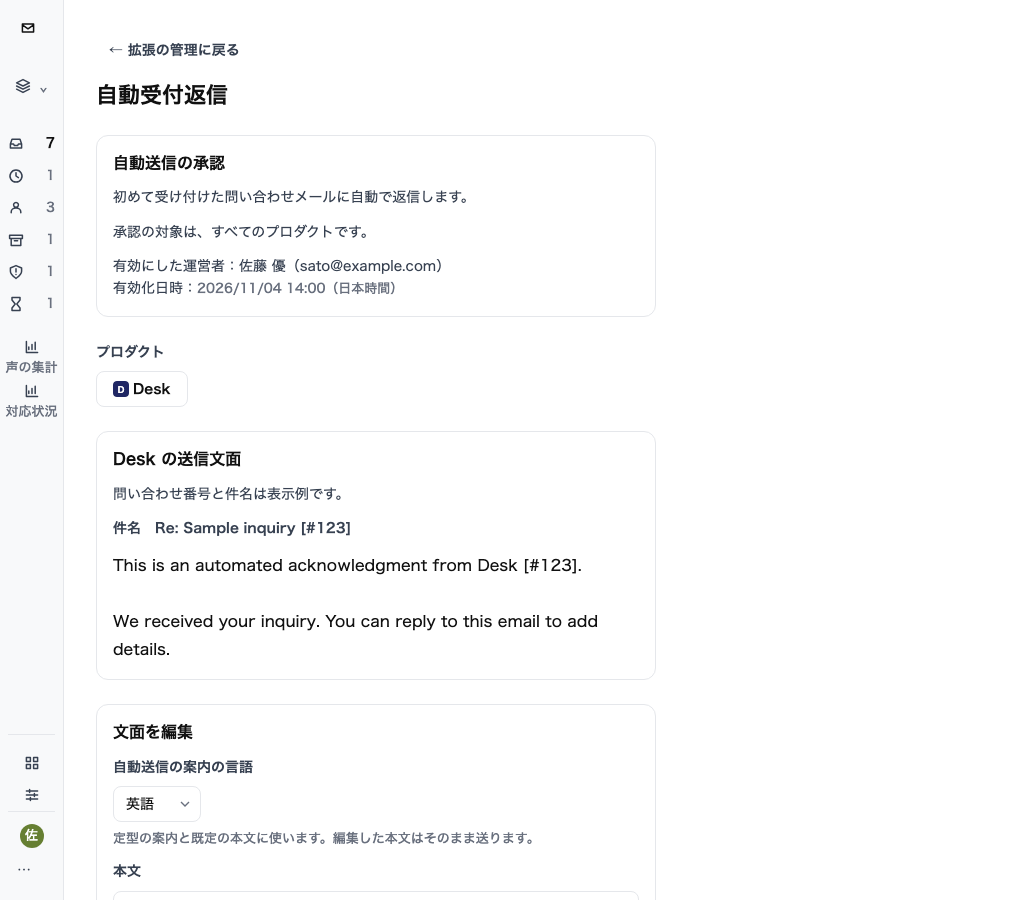 ← 拡張の管理に戻る
自動受付返信
自動送信の承認
初めて受け付けた問い合わせメールに自動で返信します。
承認の対象は、すべてのプロダクトです。
有効にした運営者：佐藤 優（sato@example.com）
有効化日時：2026/11/04 14:00（日本時間）
7
1
3
1
1
1
声の集計
対応状況
プロダクト
D Desk
Desk の送信文面
問い合わせ番号と件名は表示例です。
件名 Re: Sample inquiry [#123]
This is an automated acknowledgment from Desk [#123].
We received your inquiry. You can reply to this email to add
details.
文面を編集
自動送信の案内の言語
英語
定型の案内と既定の本文に使います。編集した本文はそのまま送ります。
本文
佐
…